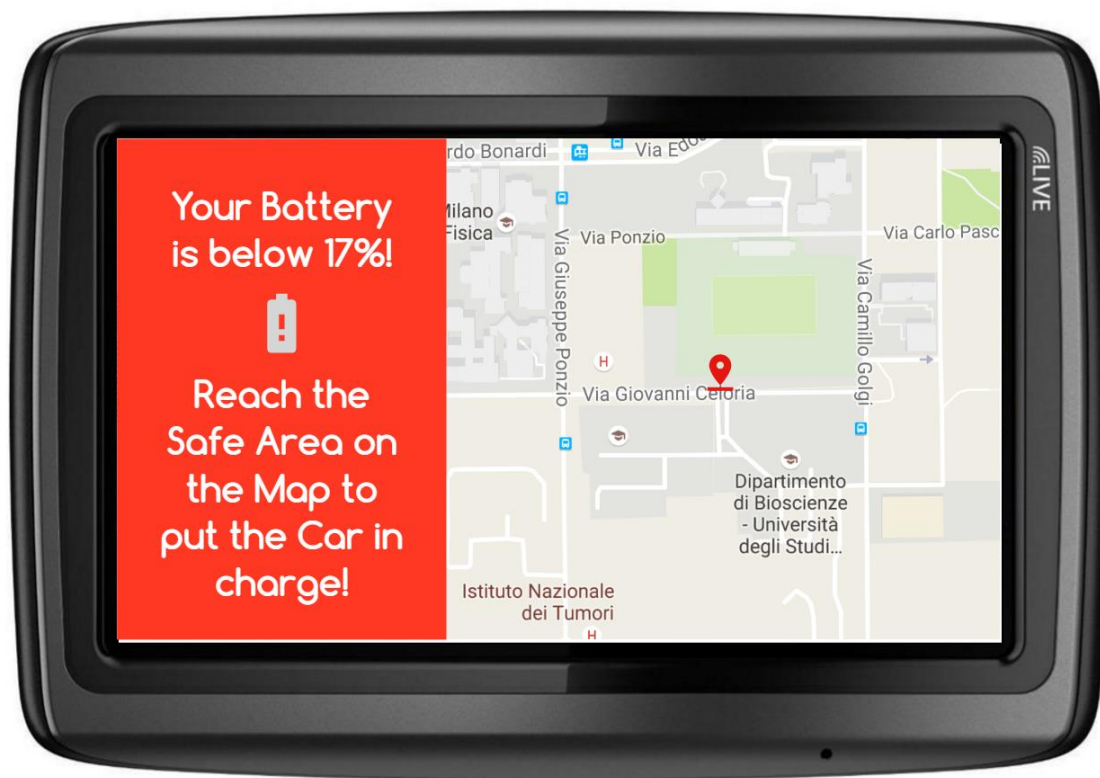 Your Battery
is below 17%!
Reach the
Safe Area on
the Map to
put the Car in
charge!
rdo Bonardi
Via Edoa
Milano
Fisica
Via Ponzio
Via Carlo Pasc
Via Giuseppe Ponzio
Via Camillo Golgi
H
Via Giovanni Celoria
Dipartimento
di Bioscienze
- Università
degli Studi...
Istituto Nazionale
dei Tumori
H
LIVE